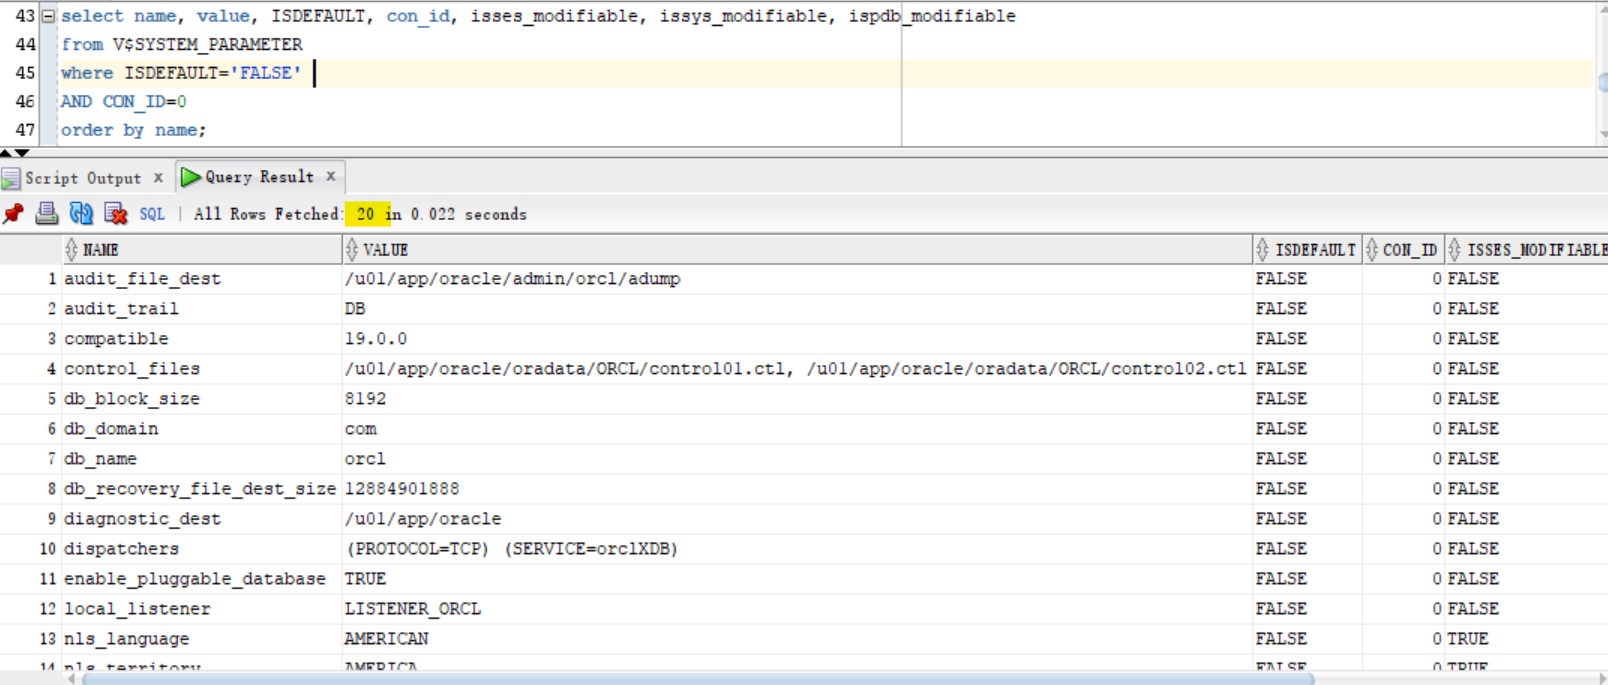 43 select name, value, ISDEFAULT, con_id, isses_modifiable, issys_modifiable, ispdb_modifiable
44 from V$SYSTEM_PARAMETER
45 where ISDEFAULT='FALSE'
46 AND CON_ID=0
47 order by name;
Script Output x Query Result x
SQL | All Rows Fetched: 20 in 0.022 seconds
NAME VALUE ISDEFAULT CON_ID ISSES_MODIFIABLE
1 audit_file_dest /u01/app/oracle/admin/orcl/adump FALSE 0 FALSE
2 audit_trail DB FALSE 0 FALSE
3 compatible 19.0.0 FALSE 0 FALSE
4 control_files /u01/app/oracle/oradata/ORCL/control01.ctl, /u01/app/oracle/oradata/ORCL/control02.ctl FALSE 0 FALSE
5 db_block_size 8192 FALSE 0 FALSE
6 db_domain com FALSE 0 FALSE
7 db_name orcl FALSE 0 FALSE
8 db_recovery_file_dest_size 12884901888 FALSE 0 FALSE
9 diagnostic_dest /u01/app/oracle FALSE 0 FALSE
10 dispatchers (PROTOCOL=TCP) (SERVICE=orclXDB) FALSE 0 FALSE
11 enable_pluggable_database TRUE FALSE 0 FALSE
12 local_listener LISTENER_ORCL FALSE 0 FALSE
13 nls_language AMERICAN FALSE 0 TRUE
14 nls_territory AMERICA FALSE 0 TRUE